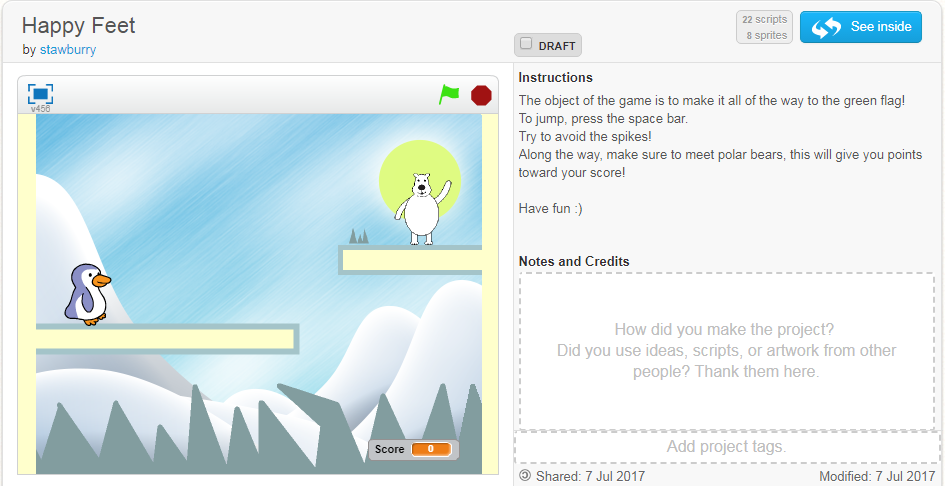 Happy Feet
by stawburry
DRAFT
22 scripts
8 sprites
See inside
v456
Score 0
Instructions
The object of the game is to make it all of the way to the green flag!
To jump, press the space bar.
Try to avoid the spikes!
Along the way, make sure to meet polar bears, this will give you points
toward your score!
Have fun :)
Notes and Credits
How did you make the project?
Did you use ideas, scripts, or artwork from other
people? Thank them here.
Add project tags.
Shared: 7 Jul 2017 Modified: 7 Jul 2017